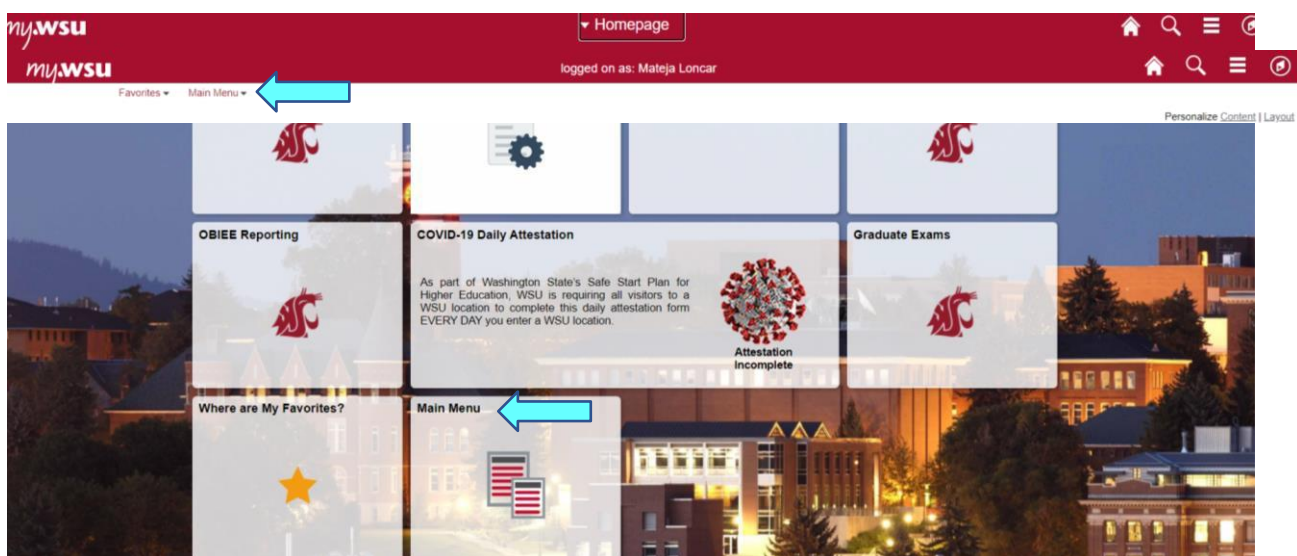 my.wsu
Homepage
my.wsu
logged on as: Mateja Loncar
Favorites
Main Menu
Personalize Content | Layout
OBIEE Reporting
COVID-19 Daily Attestation
Graduate Exams
As part of Washington State's Safe Start Plan for
Higher Education, WSU is requiring all visitors to a
WSU location to complete this daily attestation form
EVERY DAY you enter a WSU location.
Attestation
Incomplete
Where are My Favorites?
Main Menu